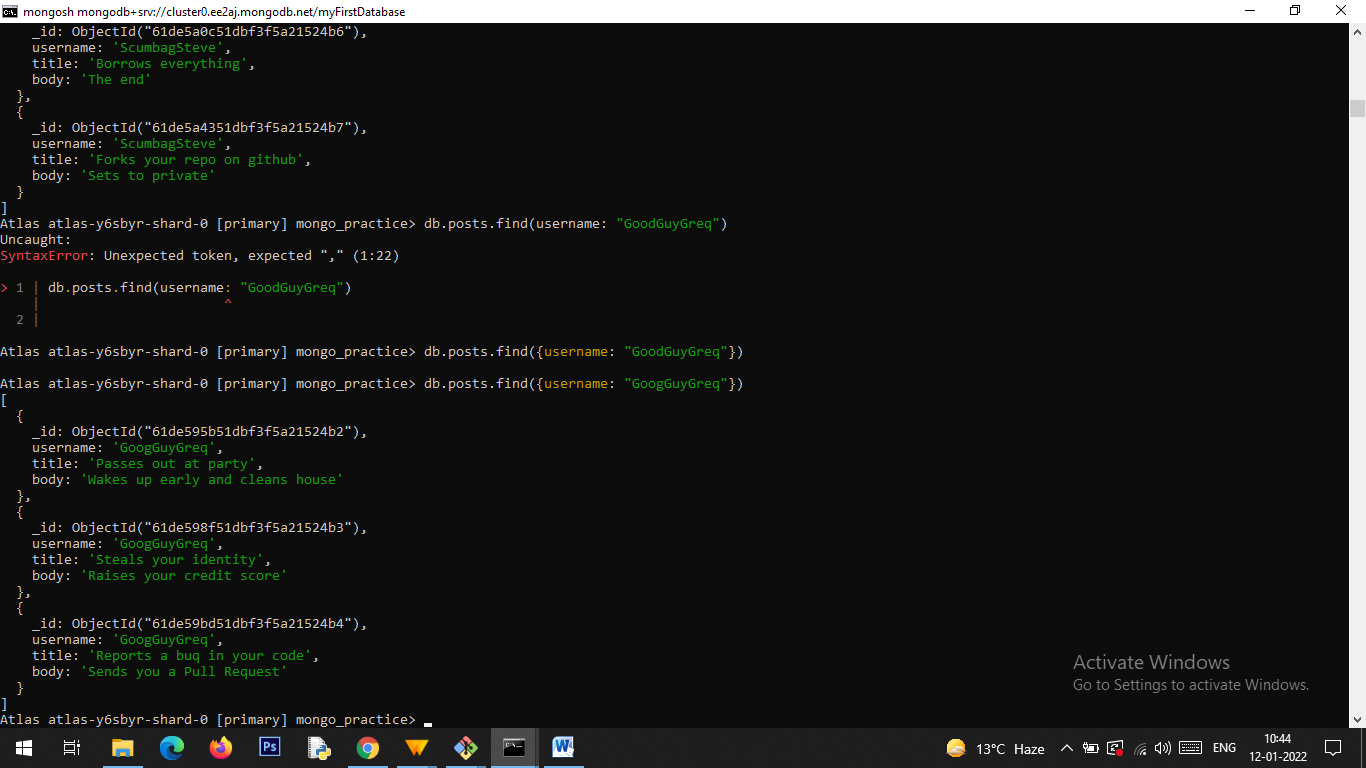 mongosh mongodb+srv://cluster0.ee2aj.mongodb.net/myFirstDatabase
_id: ObjectId("61de5a0c51dbf3f5a21524b6"),
username: 'ScumbagSteve',
title: 'Borrows everything',
body: 'The end'
},
{
_id: ObjectId("61de5a4351dbf3f5a21524b7"),
username: 'ScumbagSteve',
title: 'Forks your repo on github',
body: 'Sets to private'
}
]
Atlas atlas-y6sbyr-shard-0 [primary] mongo_practice> db.posts.find(username: "GoodGuyGreq")
Uncaught:
SyntaxError: Unexpected token, expected "," (1:22)
> 1 | db.posts.find(username: "GoodGuyGreq")
| ^
2 |
Atlas atlas-y6sbyr-shard-0 [primary] mongo_practice> db.posts.find({username: "GoodGuyGreq"})
Atlas atlas-y6sbyr-shard-0 [primary] mongo_practice> db.posts.find({username: "GoogGuyGreq"})
[
{
_id: ObjectId("61de595b51dbf3f5a21524b2"),
username: 'GoogGuyGreq',
title: 'Passes out at party',
body: 'Wakes up early and cleans house'
},
{
_id: ObjectId("61de598f51dbf3f5a21524b3"),
username: 'GoogGuyGreq',
title: 'Steals your identity',
body: 'Raises your credit score'
},
{
_id: ObjectId("61de59bd51dbf3f5a21524b4"),
username: 'GoogGuyGreq',
title: 'Reports a buq in your code',
body: 'Sends you a Pull Request'
}
]
Atlas atlas-y6sbyr-shard-0 [primary] mongo_practice>
Activate Windows
Go to Settings to activate Windows.
Ps
W
13°C Haze
ENG
10:44
12-01-2022